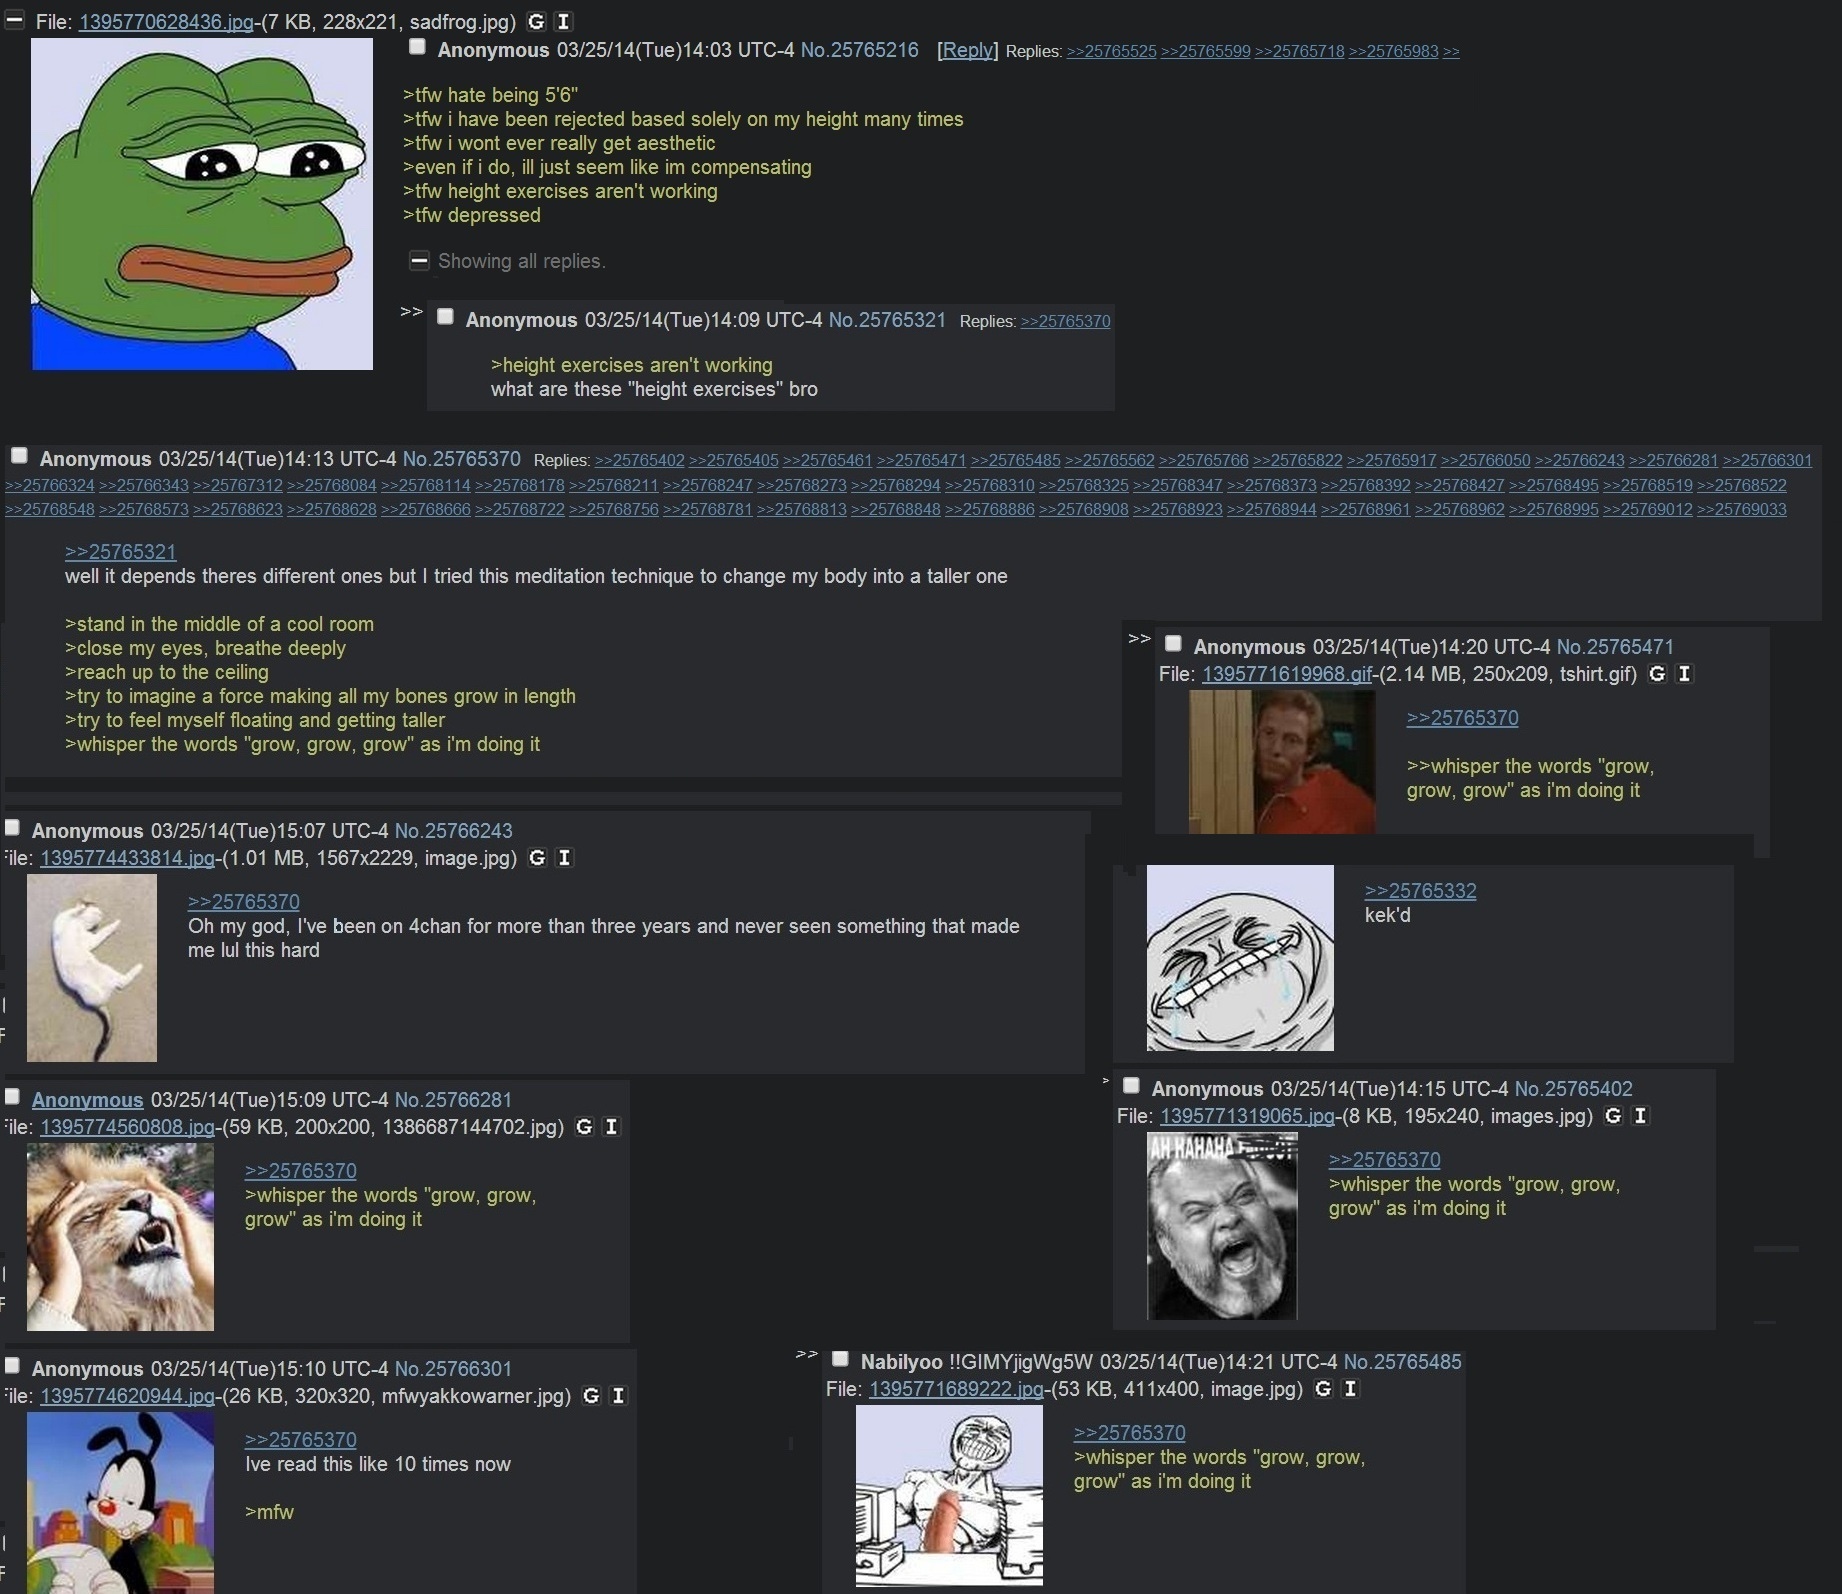 File: 1395770628436.jpg-(7 KB, 228x221, sadfrog.jpg) G I
Anonymous 03/25/14(Tue)14:03 UTC-4 No.25765216 [Reply] Replies: >>25765525 >>25765599 >>25765718 >>25765983 >>
>tfw hate being 5'6"
>tfw i have been rejected based solely on my height many times
>tfw i wont ever really get aesthetic
>even if i do, ill just seem like im compensating
>tfw height exercises aren't working
>tfw depressed
Showing all replies.
>> Anonymous 03/25/14(Tue)14:09 UTC-4 No.25765321 Replies: >>25765370
>height exercises aren't working
what are these "height exercises" bro
Anonymous 03/25/14(Tue)14:13 UTC-4 No.25765370 Replies: >>25765402 >>25765405 >>25765461 >>25765471 >>25765485 >>25765562 >>25765766 >>25765822 >>25765917 >>25766050 >>25766243 >>25766281 >>25766301
>>25766324 >>25766343 >>25767312 >>25768084 >>25768114 >>25768178 >>25768211 >>25768247 >>25768273 >>25768294 >>25768310 >>25768325 >>25768347 >>25768373 >>25768392 >>25768427 >>25768495 >>25768519 >>25768522
>>25768548 >>25768573 >>25768623 >>25768628 >>25768666 >>25768722 >>25768756 >>25768781 >>25768813 >>25768848 >>25768886 >>25768908 >>25768923 >>25768944 >>25768961 >>25768962 >>25768995 >>25769012 >>25769033
>>25765321
well it depends theres different ones but I tried this meditation technique to change my body into a taller one
>stand in the middle of a cool room
>close my eyes, breathe deeply
>reach up to the ceiling
>try to imagine a force making all my bones grow in length
>try to feel myself floating and getting taller
>whisper the words "grow, grow, grow" as i'm doing it
>> Anonymous 03/25/14(Tue)14:20 UTC-4 No.25765471
File: 1395771619968.gif-(2.14 MB, 250x209, tshirt.gif) G I
>>25765370
>>whisper the words "grow,
grow, grow" as i'm doing it
Anonymous 03/25/14(Tue)15:07 UTC-4 No.25766243
File: 1395774433814.jpg-(1.01 MB, 1567x2229, image.jpg) G I
>>25765370
Oh my god, I've been on 4chan for more than three years and never seen something that made
me lul this hard
>>25765332
kek'd
Anonymous 03/25/14(Tue)15:09 UTC-4 No.25766281
File: 1395774560808.jpg-(59 KB, 200x200, 1386687144702.jpg) G I
>>25765370
>whisper the words "grow, grow,
grow" as i'm doing it
> Anonymous 03/25/14(Tue)14:15 UTC-4 No.25765402
File: 1395771319065.jpg-(8 KB, 195x240, images.jpg) G I
AH HAHAHA
>>25765370
>whisper the words "grow, grow,
grow" as i'm doing it
Anonymous 03/25/14(Tue)15:10 UTC-4 No.25766301
File: 1395774620944.jpg-(26 KB, 320x320, mfwyakkowarner.jpg) G I
>>25765370
Ive read this like 10 times now
>mfw
>> Nabilyoo !!GIMYjigWg5W 03/25/14(Tue)14:21 UTC-4 No.25765485
File: 1395771689222.jpg-(53 KB, 411x400, image.jpg) G I
>>25765370
>whisper the words "grow, grow,
grow" as i'm doing it